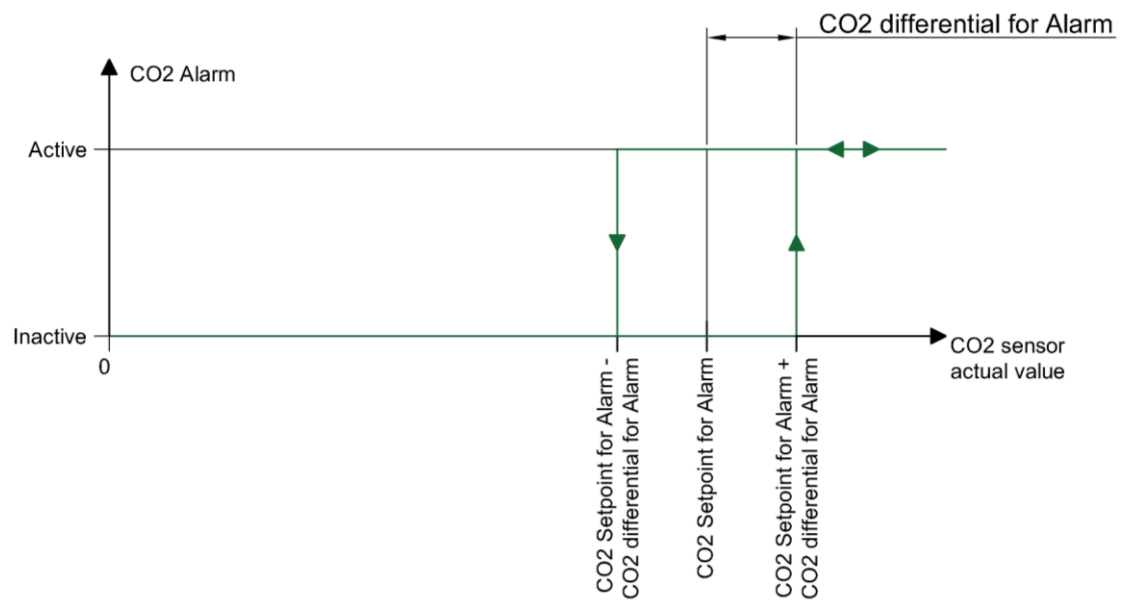 CO2 differential for Alarm
CO2 Alarm
Active
Inactive
0
CO2 sensor
actual value
CO2 Setpoint for Alarm -
CO2 differential for Alarm
CO2 Setpoint for Alarm
CO2 Setpoint for Alarm +
CO2 differential for Alarm